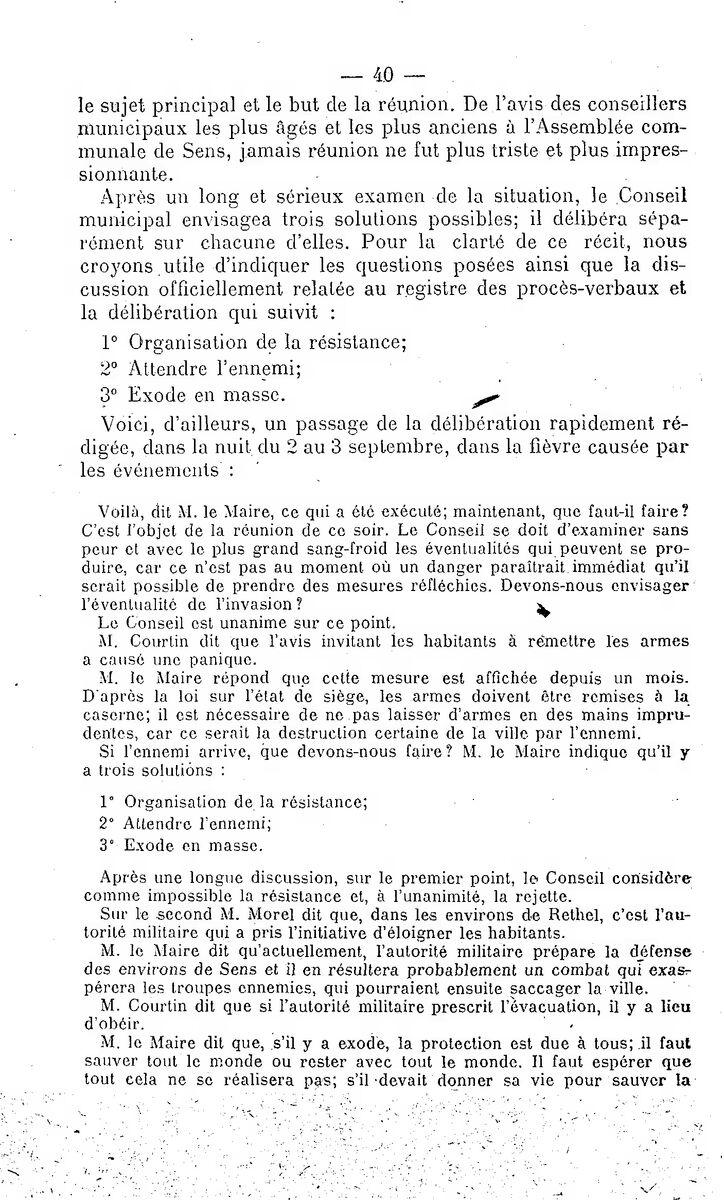 — 40 —
le sujet principal et le but de la réunion. De l'avis des conseillers
municipaux les plus âgés et les plus anciens à l'Assemblée com-
munale de Sens, jamais réunion ne fut plus triste et plus impres-
sionnante.
Après un long et sérieux examen de la situation, le Conseil
municipal envisagea trois solutions possibles; il délibéra sépa-
rément sur chacune d'elles. Pour la clarté de ce récit, nous
croyons utile d'indiquer les questions posées ainsi que la dis-
cussion officiellement relatée au registre des procès-verbaux et
la délibération qui suivit :
1° Organisation de la résistance;
2° Attendre l'ennemi;
3° Exode en masse.
Voici, d'ailleurs, un passage de la délibération rapidement ré-
digée, dans la nuit du 2 au 3 septembre, dans la fièvre causée par
les événements :
Voilà, dit M. le Maire, ce qui a été exécuté; maintenant, que faut-il faire?
C'est l'objet de la réunion de ce soir. Le Conseil se doit d'examiner sans
peur et avec le plus grand sang-froid les éventualités qui peuvent se pro-
duire, car ce n'est pas au moment où un danger paraîtrait immédiat qu'il
serait possible de prendre des mesures réfléchies. Devons-nous envisager
l'éventualité de l'invasion?
Le Conseil est unanime sur ce point.
M. Courtin dit que l'avis invitant les habitants à remettre les armes
a causé une panique.
M. le Maire répond que cette mesure est affichée depuis un mois.
D'après la loi sur l'état de siège, les armes doivent être remises à la
caserne; il est nécessaire de ne pas laisser d'armes en des mains impru-
dentes, car ce serait la destruction certaine de la ville par l'ennemi.
Si l'ennemi arrive, que devons-nous faire? M. le Maire indique qu'il y
a trois solutions :
1° Organisation de la résistance;
2° Attendre l'ennemi;
3° Exode en masse.
Après une longue discussion, sur le premier point, le Conseil considère
comme impossible la résistance et, à l'unanimité, la rejette.
Sur le second M. Morel dit que, dans les environs de Rethel, c'est l'au-
torité militaire qui a pris l'initiative d'éloigner les habitants.
M. le Maire dit qu'actuellement, l'autorité militaire prépare la défense
des environs de Sens et il en résultera probablement un combat qui exas-
pérera les troupes ennemies, qui pourraient ensuite saccager la ville.
M. Courtin dit que si l'autorité militaire prescrit l'évacuation, il y a lieu
d'obéir.
M. le Maire dit que, s'il y a exode, la protection est due à tous; il faut
sauver tout le monde ou rester avec tout le monde. Il faut espérer que
tout cela ne se réalisera pas; s'il devait donner sa vie pour sauver la